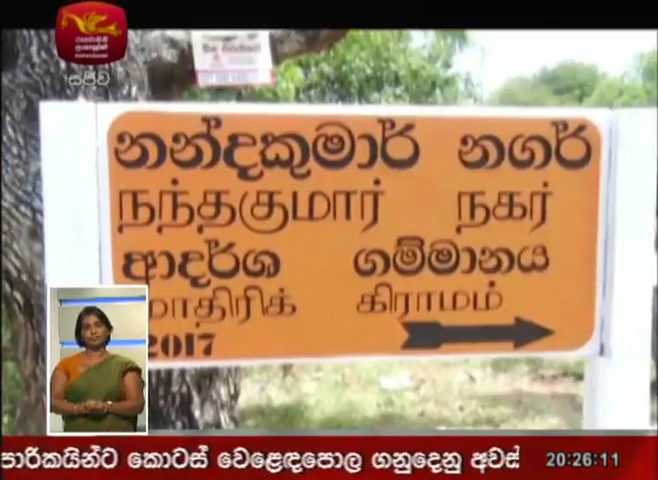 සජීව
නන්දකුමාර් නගර්
நந்தகுமார் நகர்
ආදර්ශ ගම්මානය
மாதிரிக் கிராமம்
2017
පාරිකයින්ට කොටස් වෙළෙඳපොල ගනුදෙනු අවස් 20:26:11